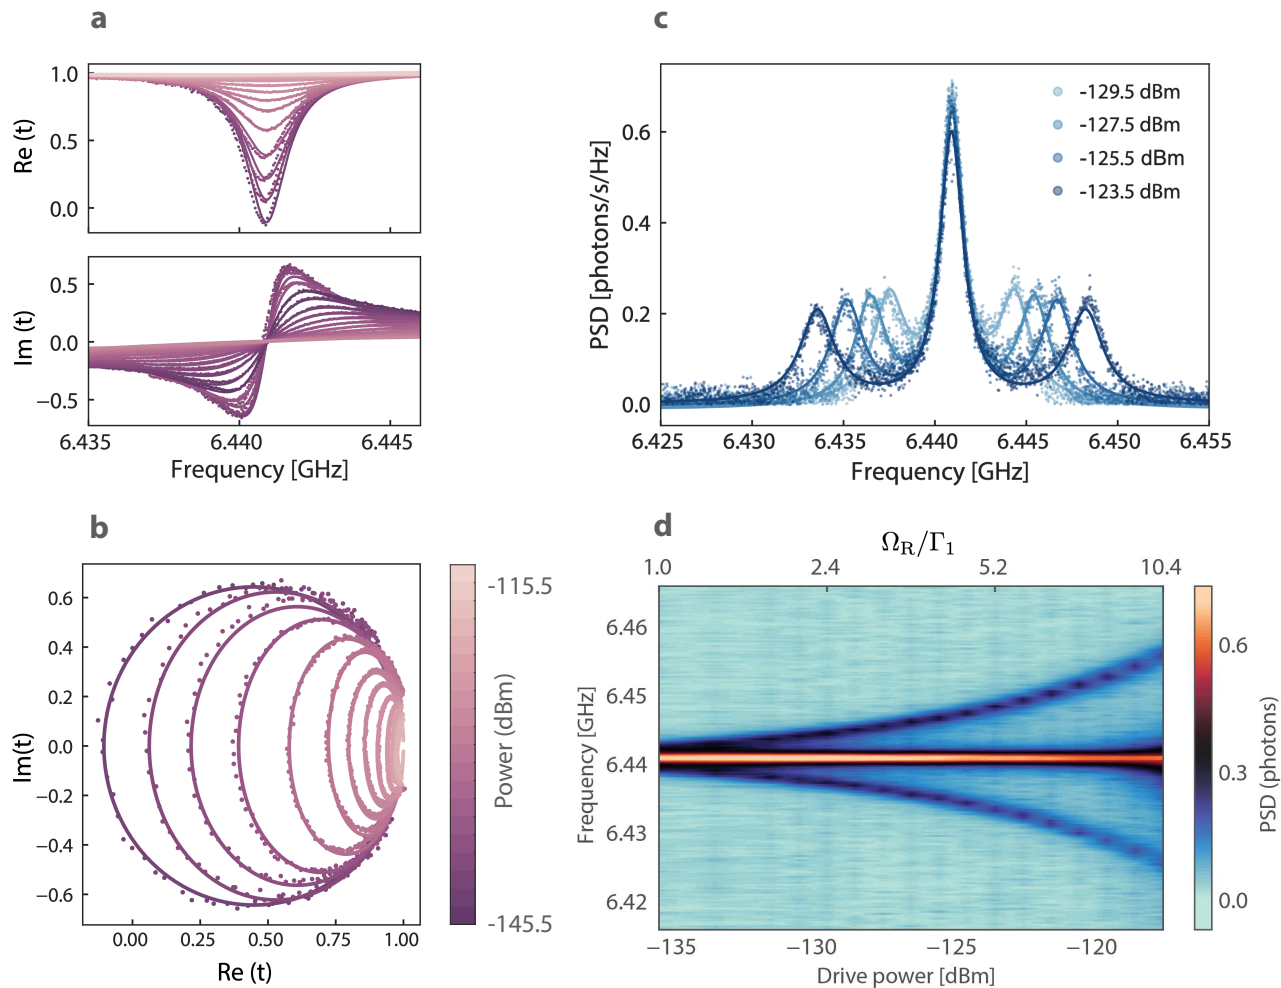 a
1.0
0.5
0.0
Re (t)
0.5
0.0
−0.5
Im (t)
6.435
6.440
6.445
Frequency [GHz]
c
0.6
0.4
0.2
0.0
PSD [photons/s/Hz]
-129.5 dBm
-127.5 dBm
-125.5 dBm
-123.5 dBm
6.425
6.430
6.435
6.440
6.445
6.450
6.455
Frequency [GHz]
b
0.6
0.4
0.2
0.0
−0.2
−0.4
−0.6
Im(t)
0.00
0.25
0.50
0.75
1.00
Re (t)
-115.5
-145.5
Power (dBm)
d
Ω_R/Γ_1
1.0
2.4
5.2
10.4
6.46
6.45
6.44
6.43
6.42
Frequency [GHz]
−135
−130
−125
−120
Drive power [dBm]
0.6
0.3
0.0
PSD (photons)